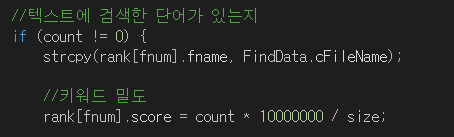 //텍스트에 검색한 단어가 있는지
if (count != 0) {
strcpy(rank[fnum].fname, FindData.cFileName);
//키워드 밀도
rank[fnum].score = count * 10000000 / size;